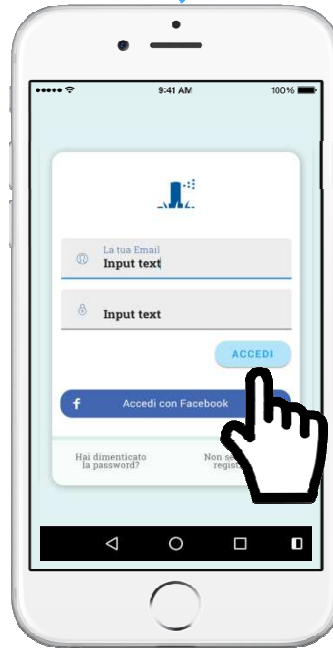 9:41 AM
100%
La tua Email
Input text
Input text
ACCEDI
f
Accedi con Facebook
Hai dimenticato
la password?
Non